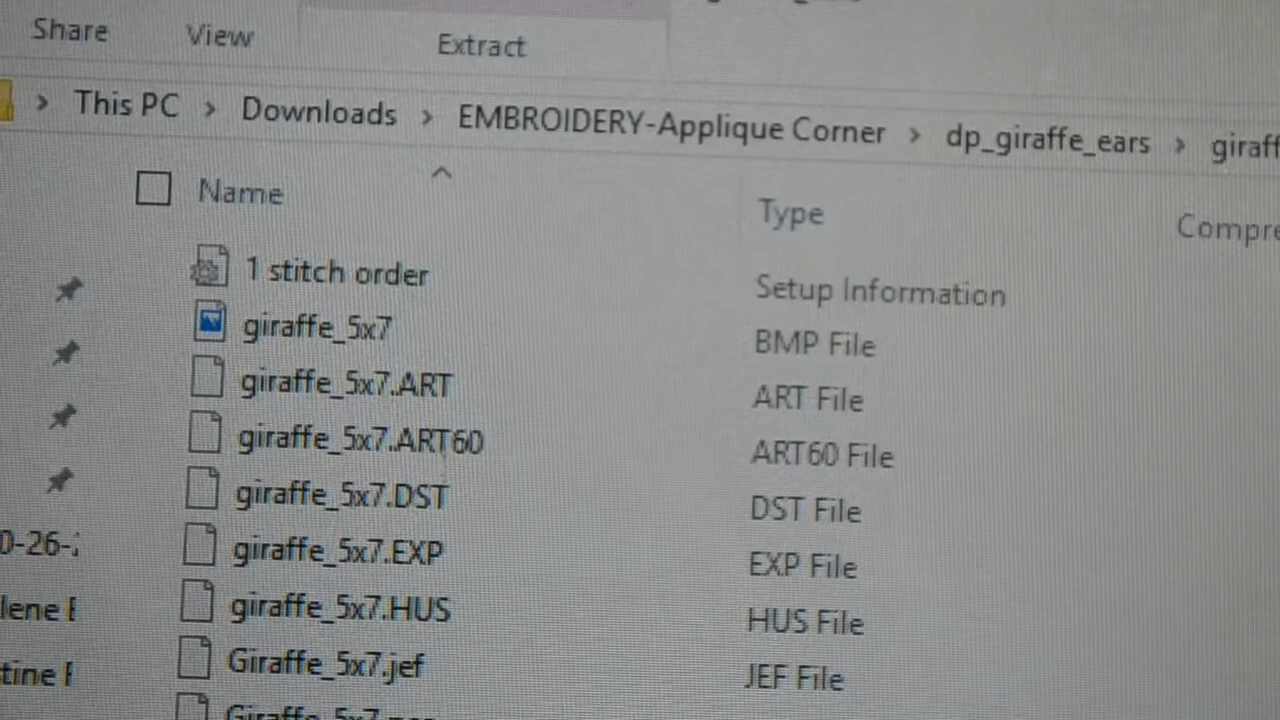 Share View Extract
This PC > Downloads > EMBROIDERY-Applique Corner > dp_giraffe_ears >
Name Type
1 stitch order Setup Information
giraffe_5x7 BMP File
giraffe_5x7.ART ART File
giraffe_5x7.ART60 ART60 File
giraffe_5x7.DST DST File
giraffe_5x7.EXP EXP File
giraffe_5x7.HUS HUS File
Giraffe_5x7.jef JEF File